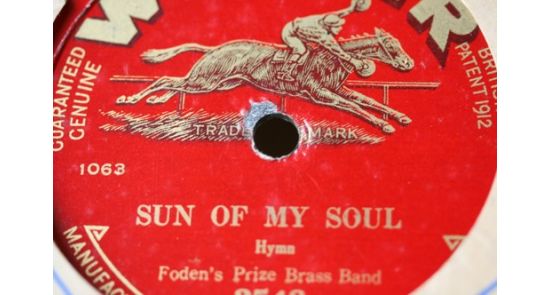 GUARANTEED
GENUINE
BRITISH
PATENT 1912
TRADE MARK
1063
SUN OF MY SOUL
Hymn
Foden's Prize Brass Band